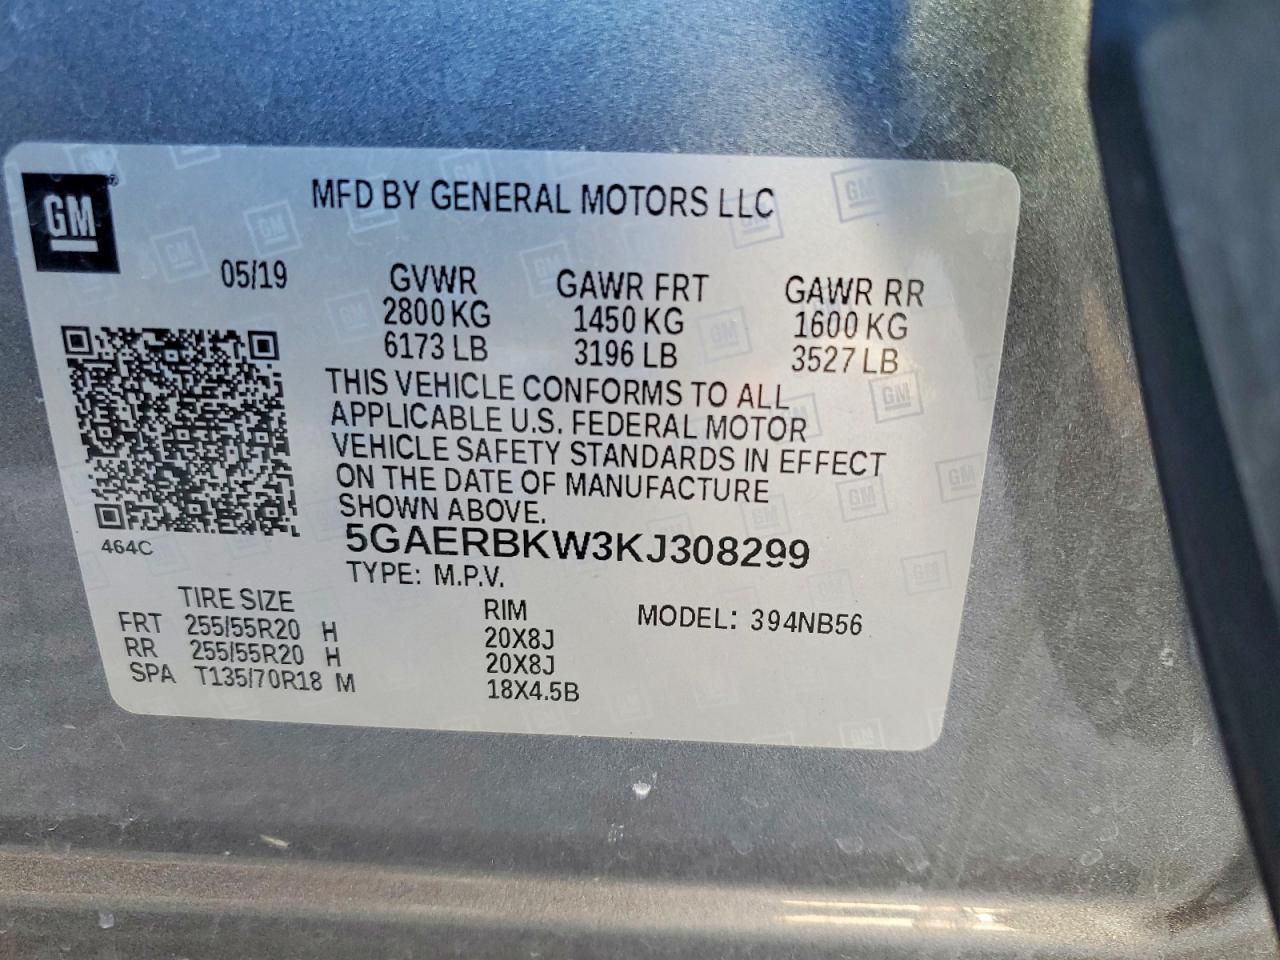 GM
MFD BY GENERAL MOTORS LLC
05/19
GVWR
2800 KG
6173 LB
GAWR FRT
1450 KG
3196 LB
GAWR RR
1600 KG
3527 LB
THIS VEHICLE CONFORMS TO ALL
APPLICABLE U.S. FEDERAL MOTOR
VEHICLE SAFETY STANDARDS IN EFFECT
ON THE DATE OF MANUFACTURE
SHOWN ABOVE.
464C
5GAERBKW3KJ308299
TYPE: M.P.V.
TIRE SIZE RIM MODEL: 394NB56
FRT 255/55R20 H 20X8J
RR 255/55R20 H 20X8J
SPA T135/70R18 M 18X4.5B